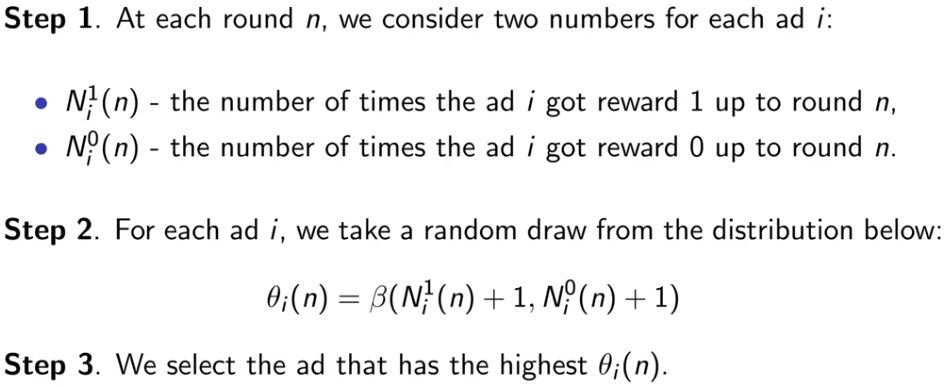 Step 1. At each round n, we consider two numbers for each ad i:
• N_i^1(n) - the number of times the ad i got reward 1 up to round n,
• N_i^0(n) - the number of times the ad i got reward 0 up to round n.
Step 2. For each ad i, we take a random draw from the distribution below:
θ_i(n) = β(N_i^1(n) + 1, N_i^0(n) + 1)
Step 3. We select the ad that has the highest θ_i(n).